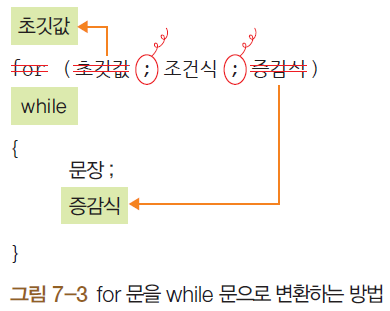 초깃값
for (초깃값 ; 조건식 ; 증감식)
while
{
문장 ;
증감식
}
그림 7-3 for 문을 while 문으로 변환하는 방법